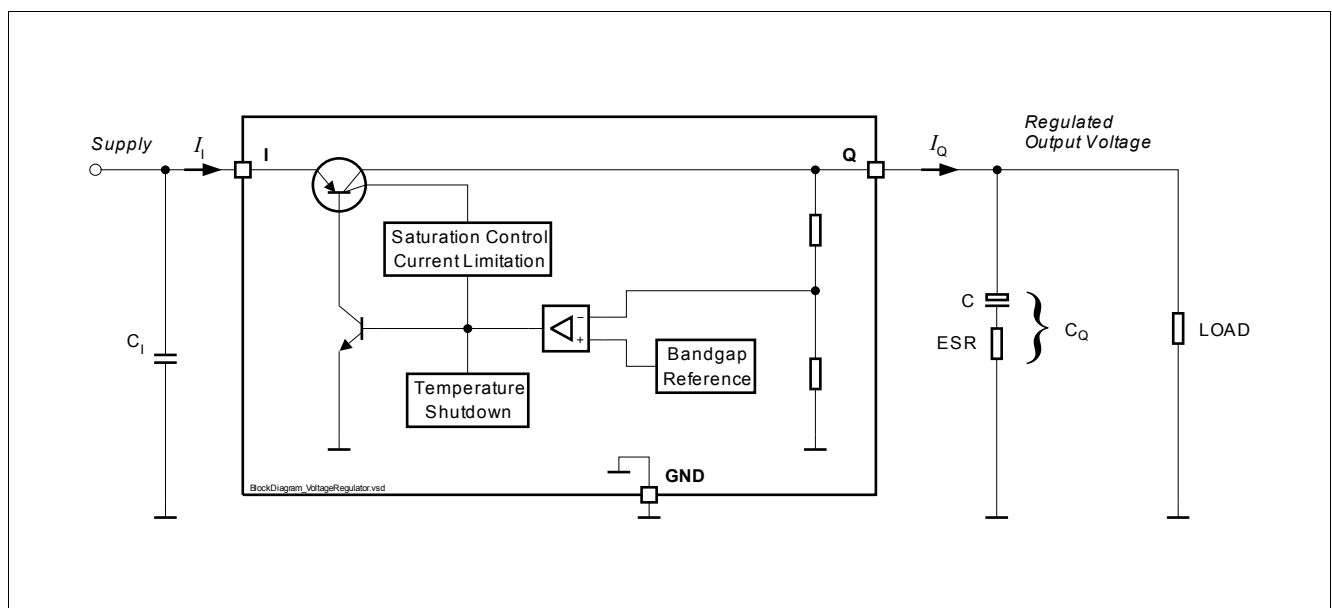 Supply
I_I
I
Q
I_Q
Regulated
Output Voltage
Saturation Control
Current Limitation
C_I
−
+
Bandgap
Reference
Temperature
Shutdown
C
ESR
}
C_Q
LOAD
GND
BlockDiagram_VoltageRegulator.vsd